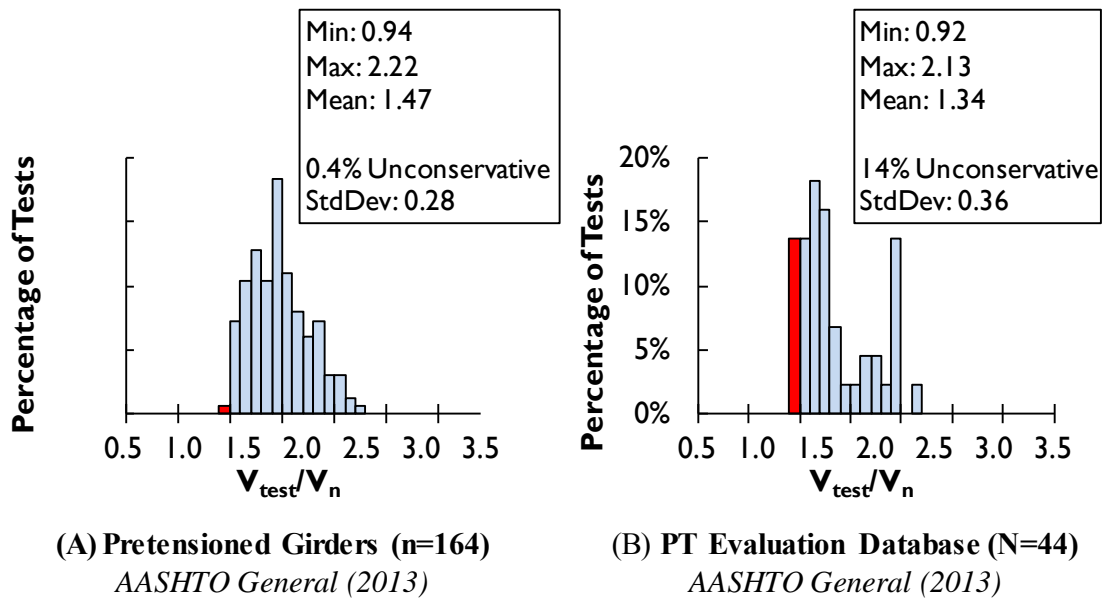 Min: 0.94
Max: 2.22
Mean: 1.47
0.4% Unconservative
StdDev: 0.28
Percentage of Tests
0.5 1.0 1.5 2.0 2.5 3.0 3.5
V_test/V_n
(A) Pretensioned Girders (n=164)
AASHTO General (2013)
Min: 0.92
Max: 2.13
Mean: 1.34
14% Unconservative
StdDev: 0.36
Percentage of Tests
20%
15%
10%
5%
0%
0.5 1.0 1.5 2.0 2.5 3.0 3.5
V_test/V_n
(B) PT Evaluation Database (N=44)
AASHTO General (2013)